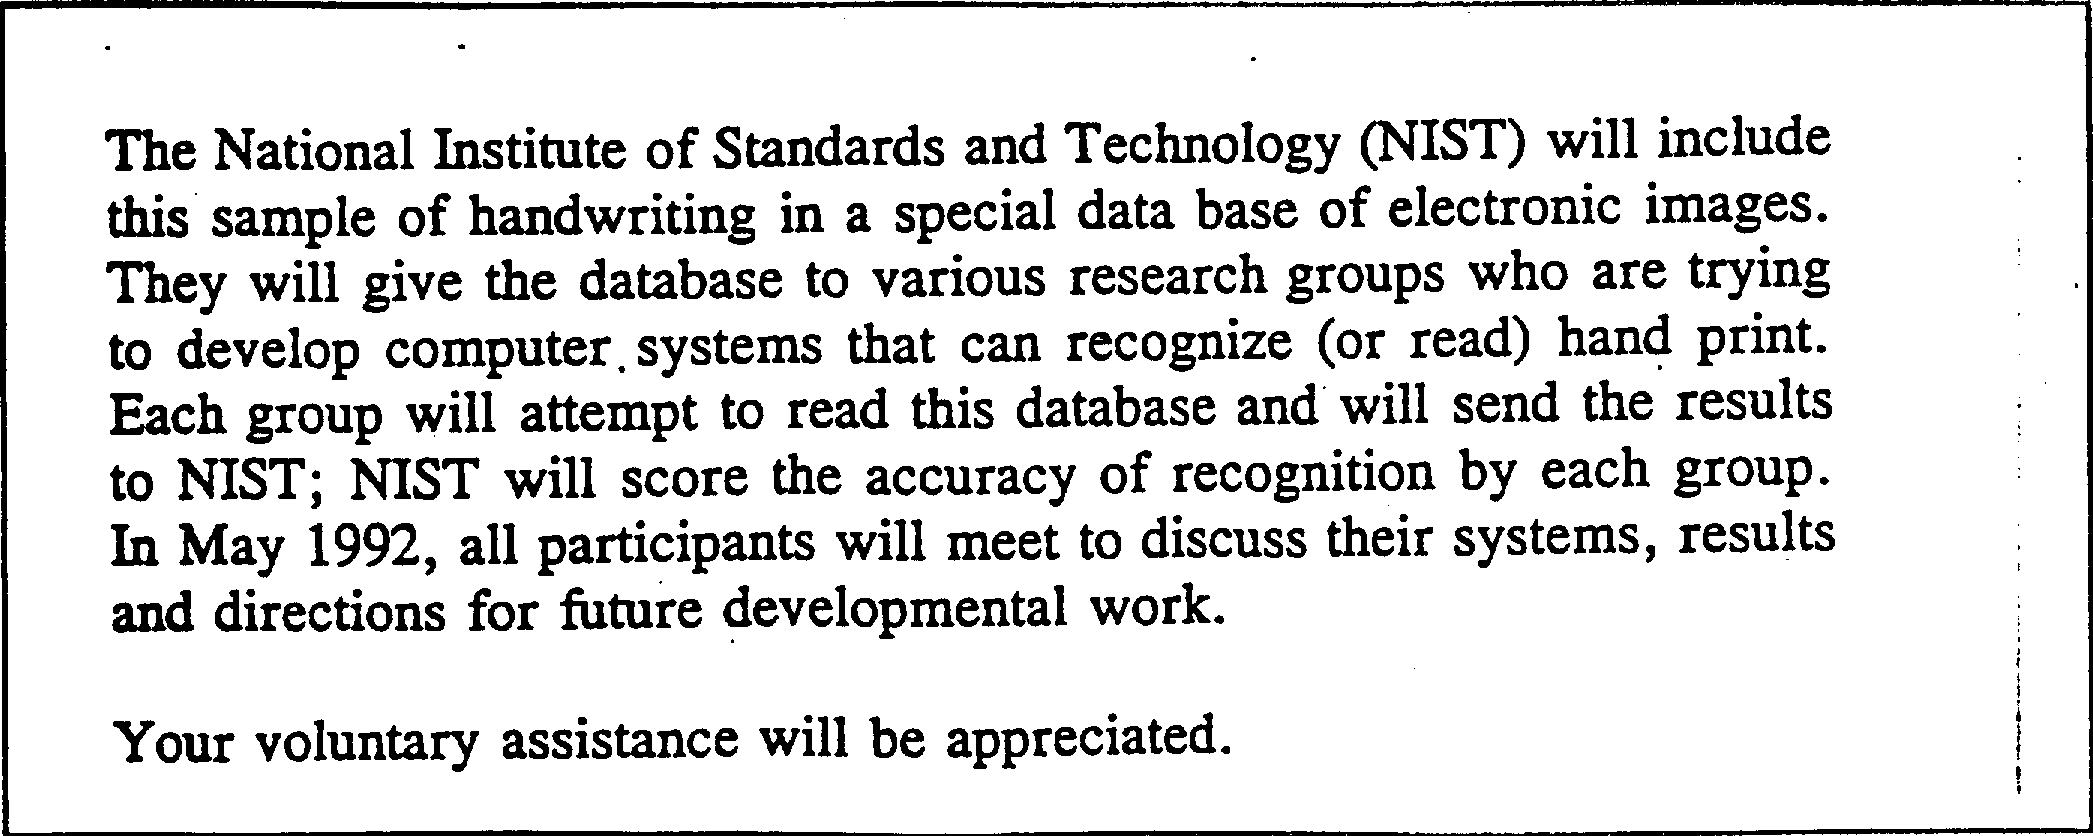 The National Institute of Standards and Technology (NIST) will include
this sample of handwriting in a special data base of electronic images.
They will give the database to various research groups who are trying
to develop computer systems that can recognize (or read) hand print.
Each group will attempt to read this database and will send the results
to NIST; NIST will score the accuracy of recognition by each group.
In May 1992, all participants will meet to discuss their systems, results
and directions for future developmental work.
Your voluntary assistance will be appreciated.